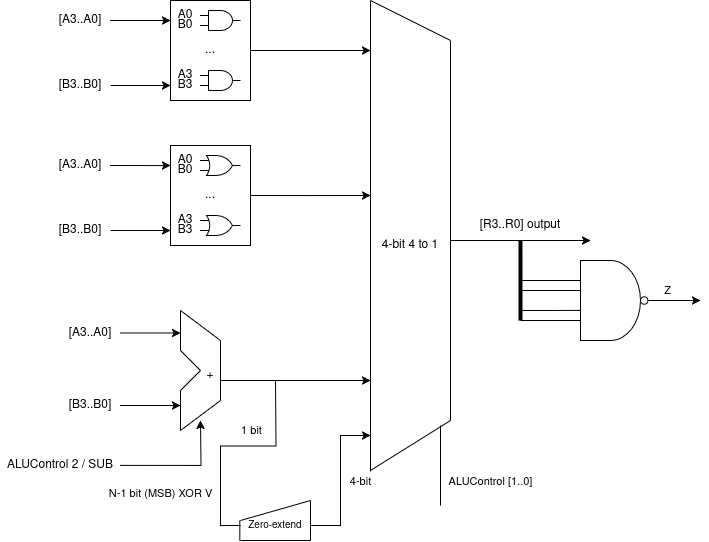 [A3..A0]
A0
B0
...
[B3..B0]
A3
B3
[A3..A0]
A0
B0
...
[B3..B0]
A3
B3
4-bit 4 to 1
[R3..R0] output
Z
[A3..A0]
+
[B3..B0]
1 bit
ALUControl 2 / SUB
N-1 bit (MSB) XOR V
4-bit
ALUControl [1..0]
Zero-extend